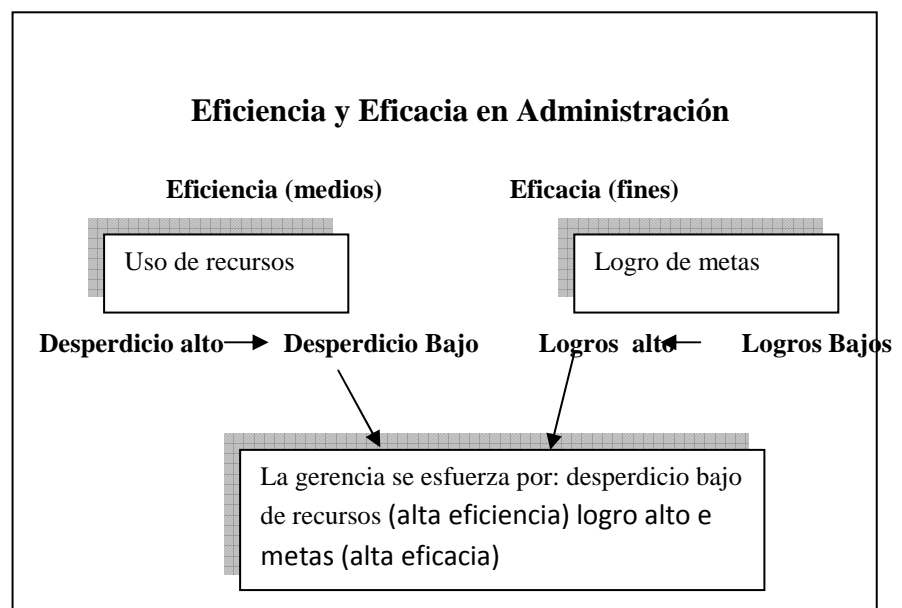 Eficiencia y Eficacia en Administración
Eficiencia (medios) Eficacia (fines)
Uso de recursos Logro de metas
Desperdicio alto Desperdicio Bajo Logros alto Logros Bajos
La gerencia se esfuerza por: desperdicio bajo
de recursos (alta eficiencia) logro alto e
metas (alta eficacia)